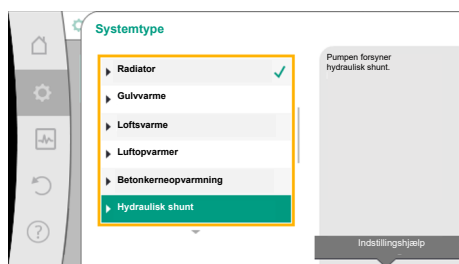 Systemtype
Radiator
Gulvvarme
Loftsvarme
Luftopvarmer
Betonkerneopvarmning
Hydraulisk shunt
Pumpen forsyner
hydraulisk shunt.
Indstillingshjælp
?